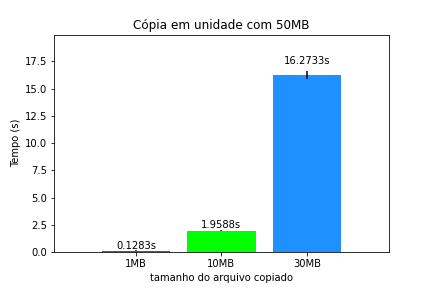 Cópia em unidade com 50MB
Tempo (s)
17.5
15.0
12.5
10.0
7.5
5.0
2.5
0.0
0.1283s
1.9588s
16.2733s
1MB
10MB
30MB
tamanho do arquivo copiado